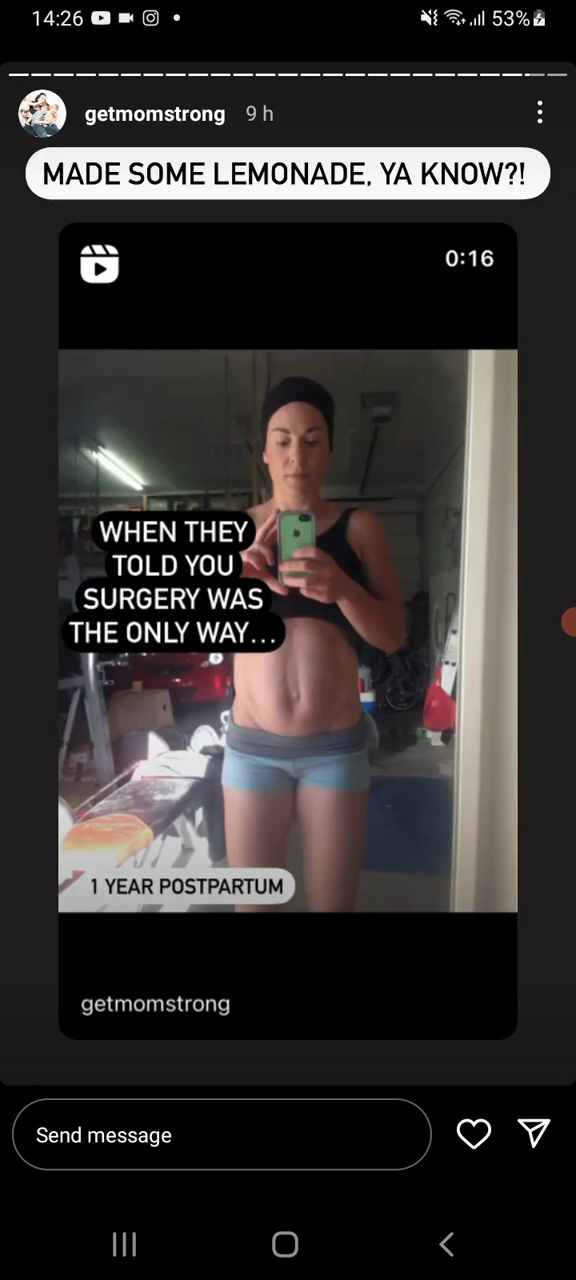 14:26
53%
getmomstrong 9 h
MADE SOME LEMONADE, YA KNOW?!
0:16
WHEN THEY
TOLD YOU
SURGERY WAS
THE ONLY WAY...
1 YEAR POSTPARTUM
getmomstrong
Send message